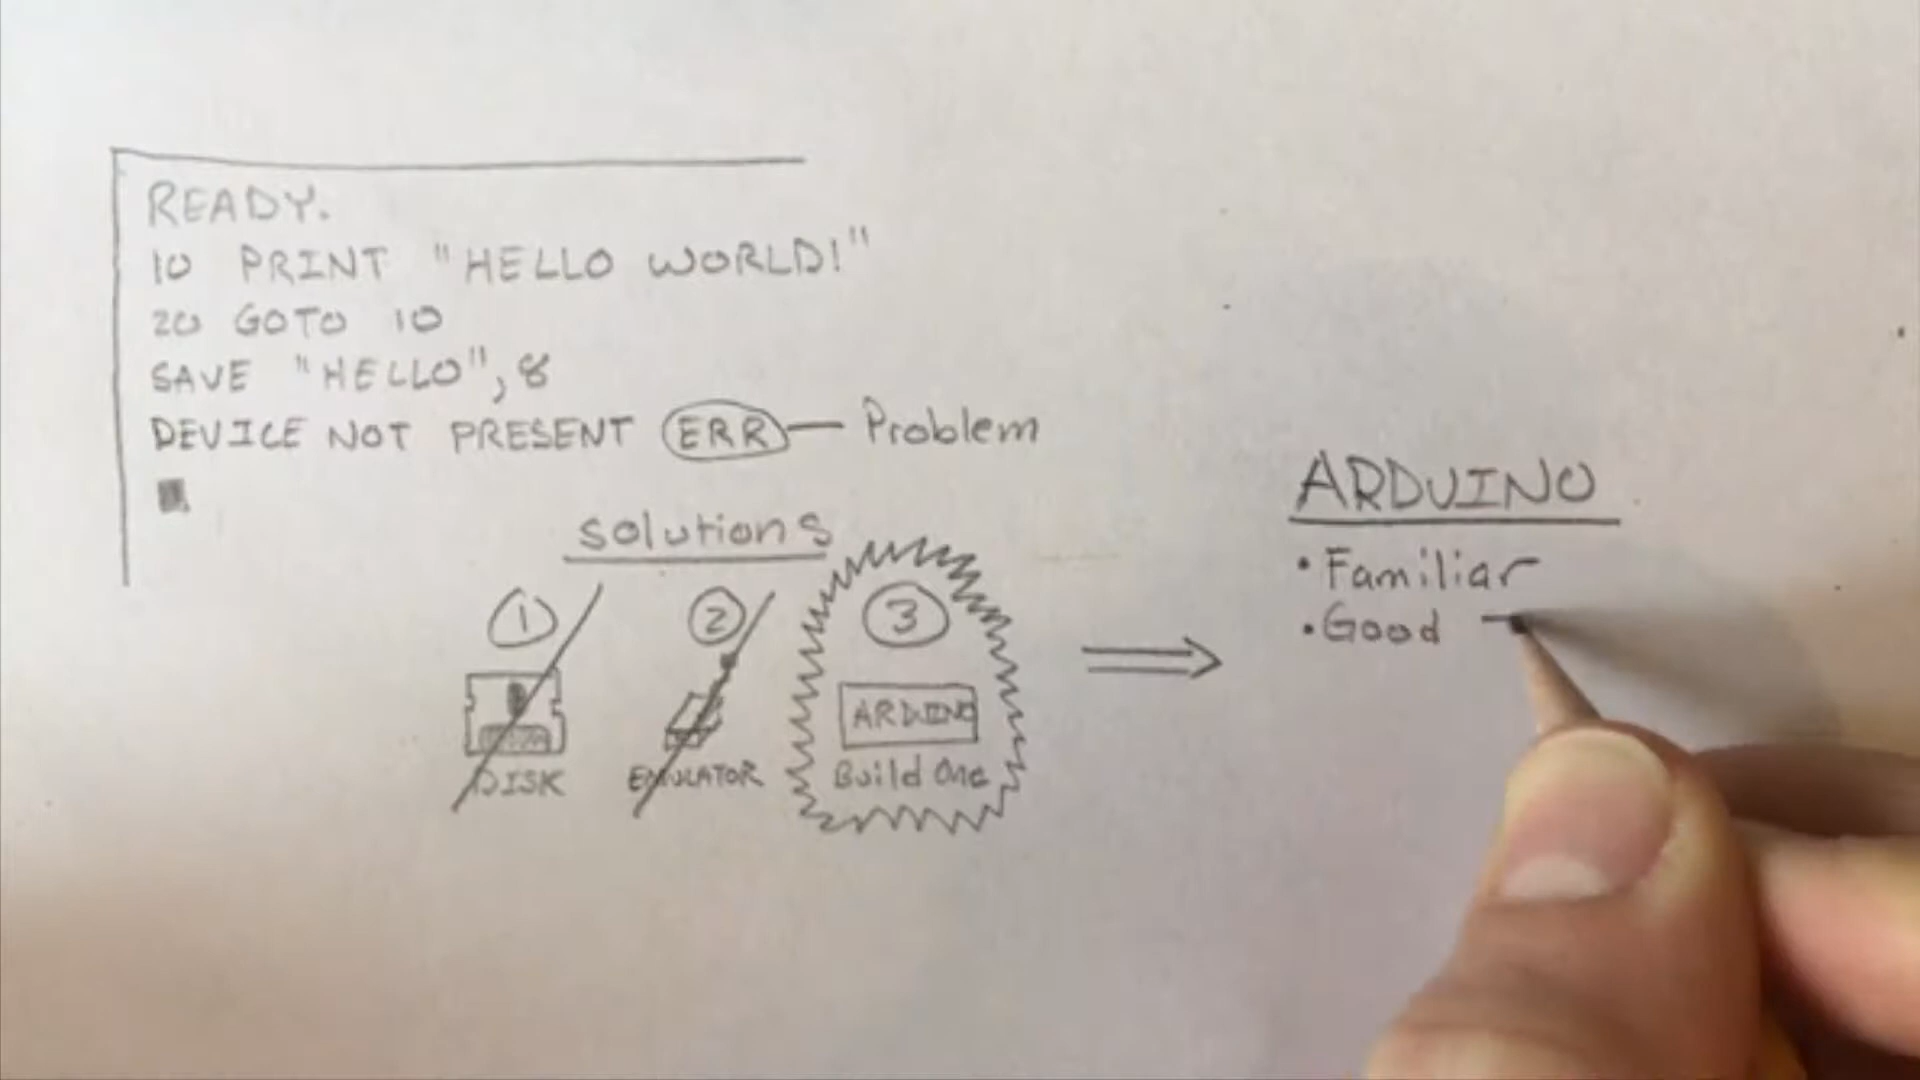 READY.
10 PRINT "HELLO WORLD!"
20 GOTO 10
SAVE "HELLO", 8
DEVICE NOT PRESENT ERR — Problem
solutions
1 2 3
ARDUINO
DISK EMULATOR Build One
ARDUINO
• Familiar
• Good